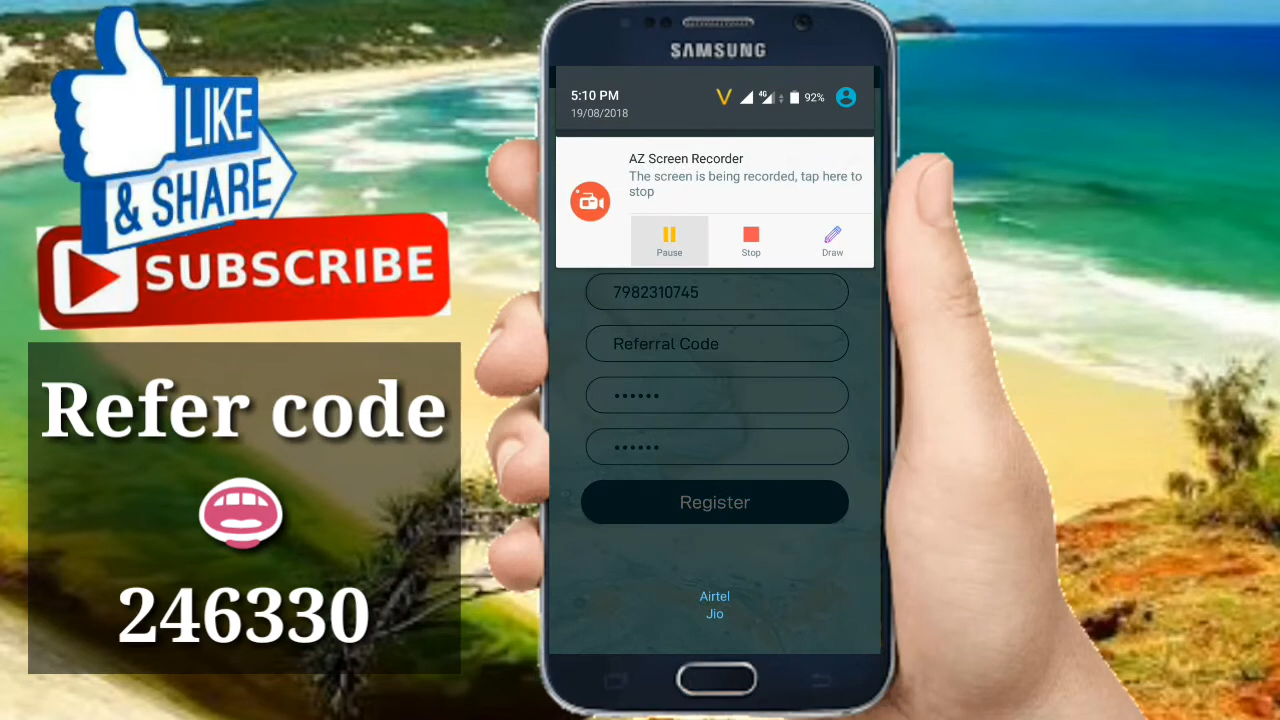 LIKE
& SHARE
SUBSCRIBE
Refer code
246330
SAMSUNG
5:10 PM
4G
92%
19/08/2018
AZ Screen Recorder
The screen is being recorded, tap here to
stop
Pause
Stop
Draw
7982310745
Referral Code
••••••
••••••
Register
Airtel
Jio